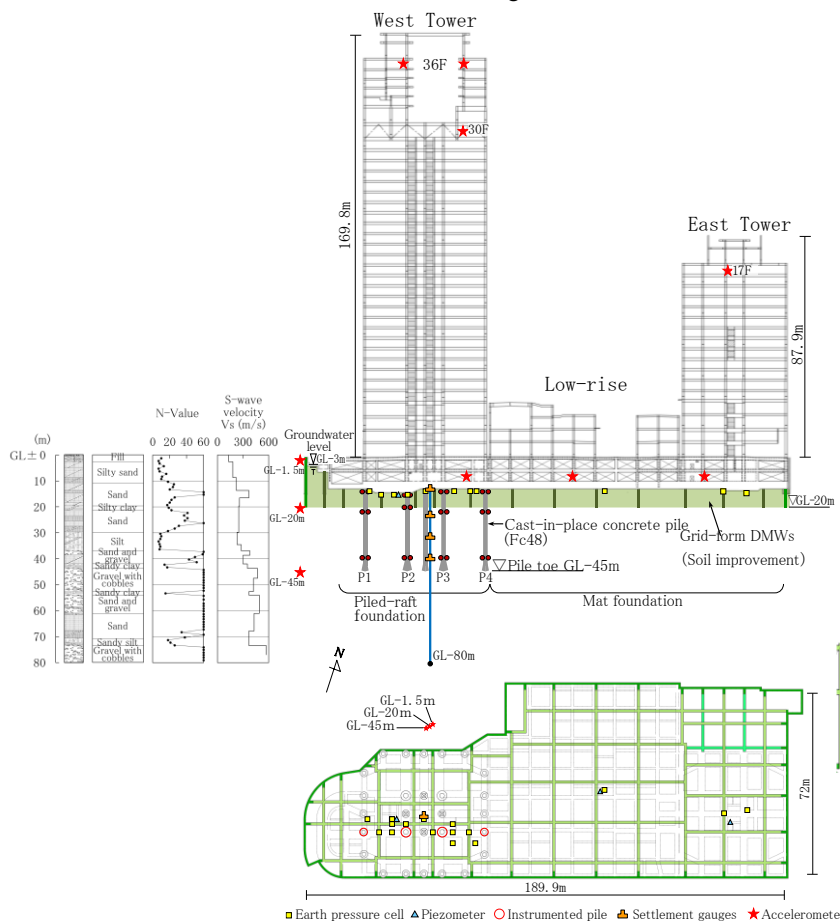 West Tower
36F
30F
169.8m
East Tower
17F
87.9m
Low-rise
N-Value
0 20 40 60
S-wave
velocity
Vs (m/s)
0 300 600
(m)
GL± 0
10
20
30
40
50
60
70
80
Fill
Silty sand
Sand
Silty clay
Sand
Silt
Sand and
gravel
Sandy clay
Gravel with
cobbles
Sandy clay
Sand and
gravel
Sand
Sandy silt
Gravel with
cobbles
Groundwater
level
GL-3m
GL-1.5m
GL-20m
GL-45m
GL-20m
Cast-in-place concrete pile
(Fc48)
Grid-form DMWs
(Soil improvement)
P1 P2 P3 P4
Pile toe GL-45m
Piled-raft
foundation
Mat foundation
GL-80m
N
GL-1.5m
GL-20m
GL-45m
72m
189.9m
Earth pressure cell Piezometer Instrumented pile Settlement gauges Acceleromete